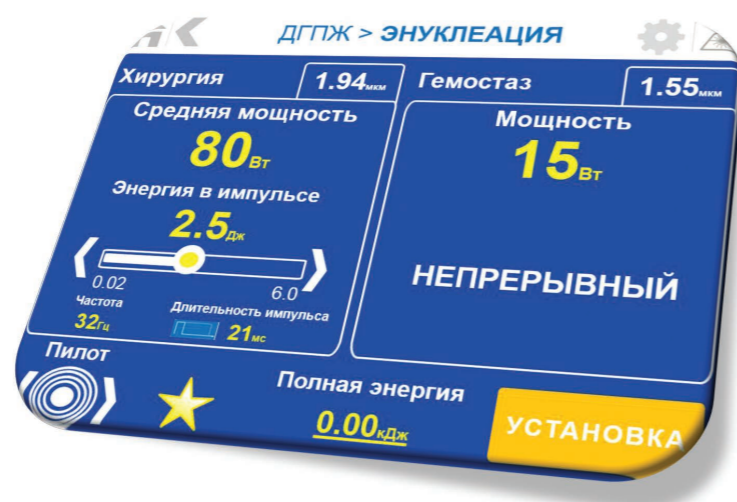 ДГПЖ > ЭНУКЛЕАЦИЯ
Хирургия
1.94мкм
Средняя мощность
80Вт
Энергия в импульсе
2.5Дж
0.02
6.0
Частота
32Гц
Длительность импульса
21мс
Гемостаз
1.55мкм
Мощность
15Вт
НЕПРЕРЫВНЫЙ
Пилот
Полная энергия
0.00кДж
УСТАНОВКА